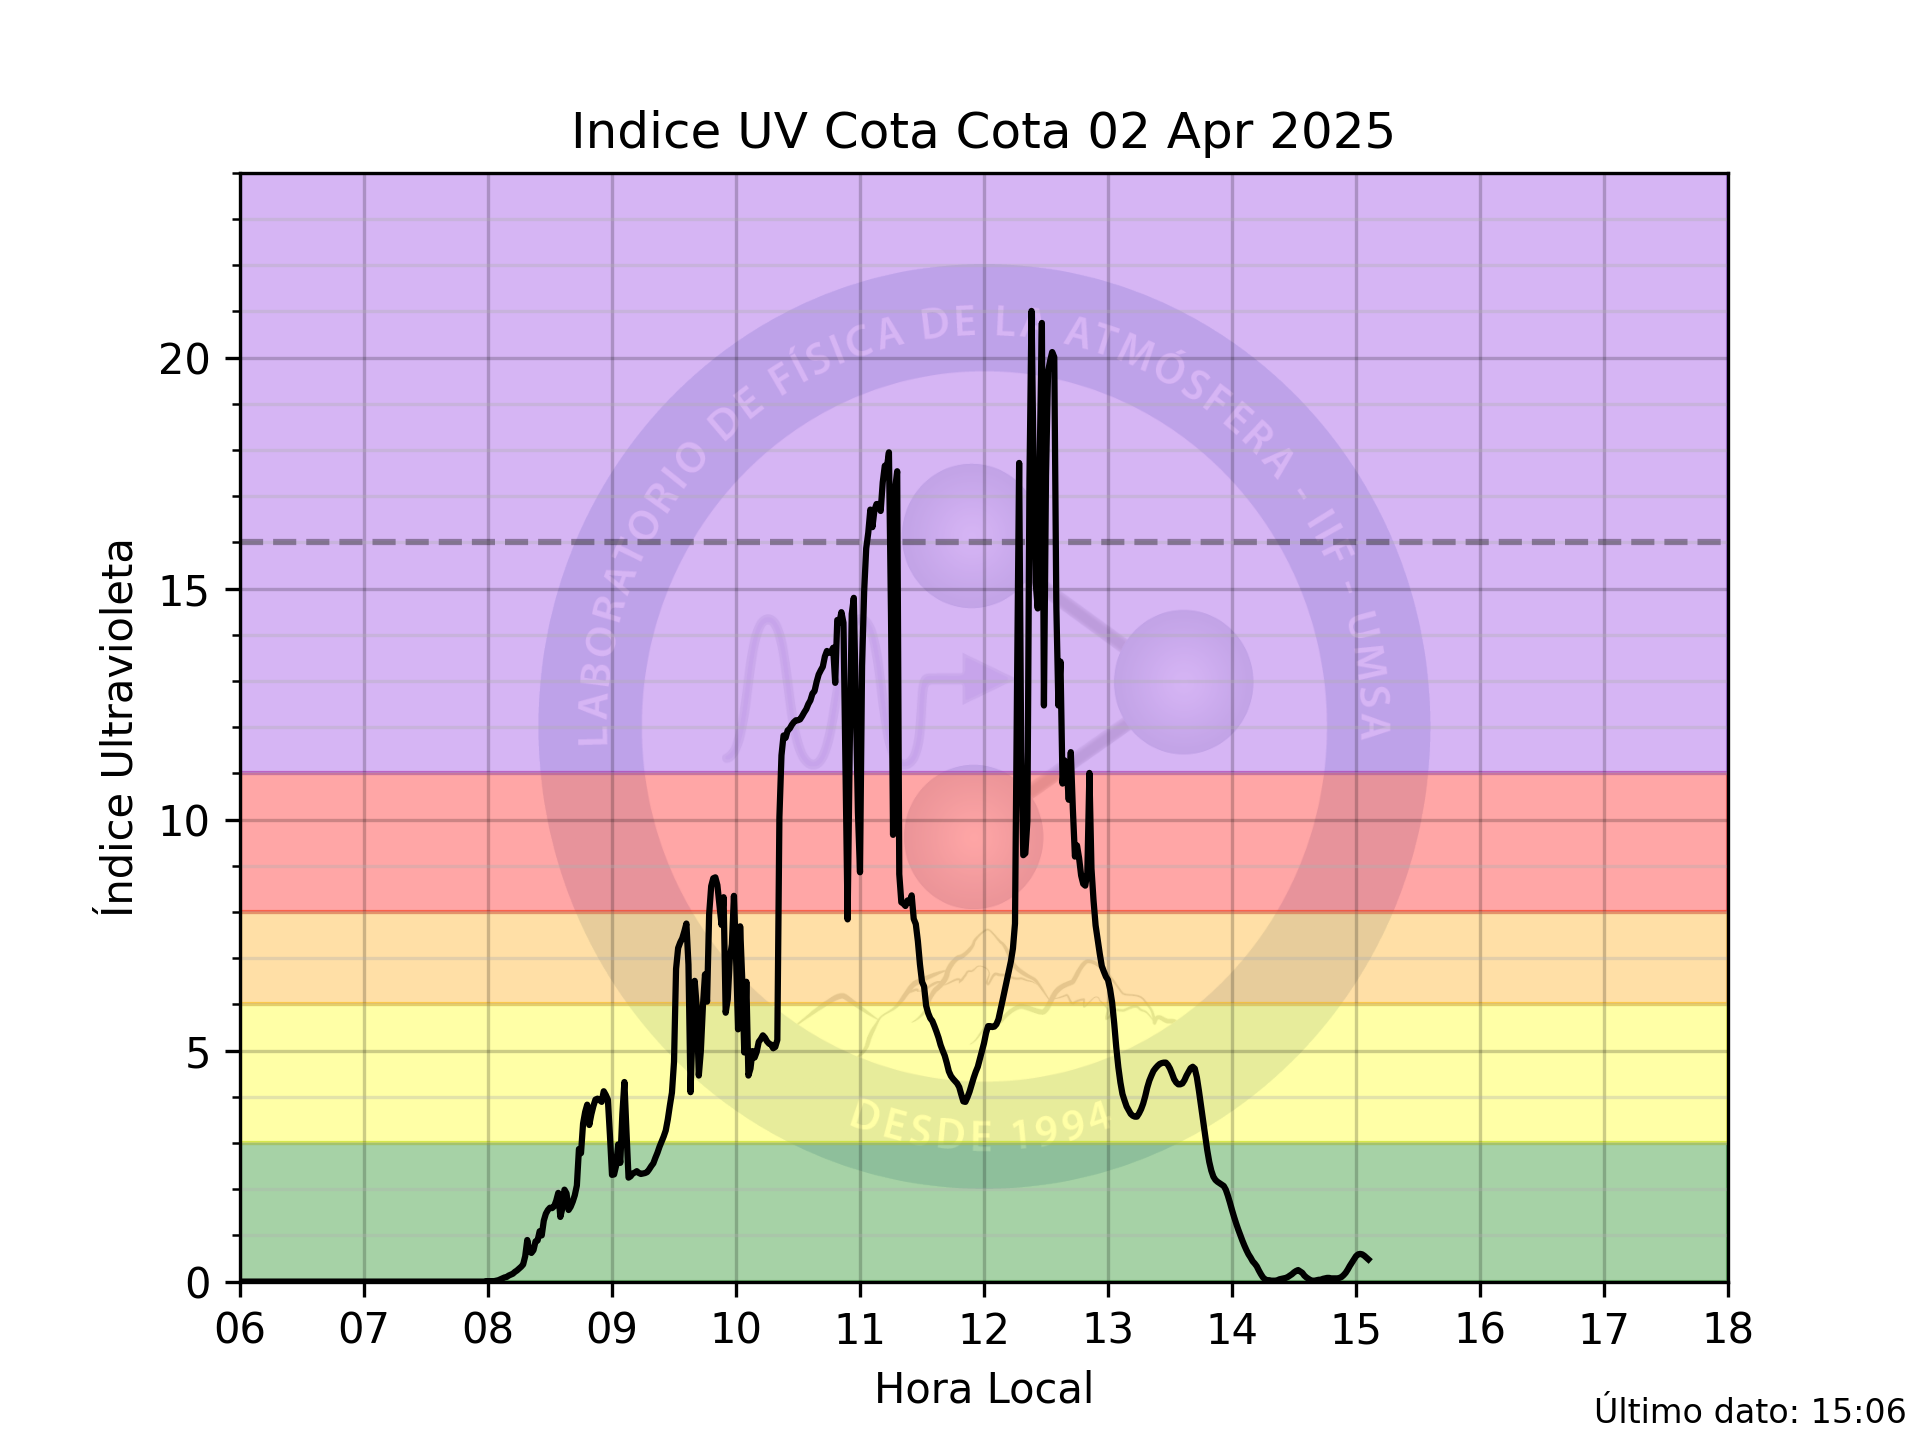 Indice UV Cota Cota 02 Apr 2025
Índice Ultravioleta
20
15
10
5
0
LABORATORIO DE FÍSICA DE LA ATMÓSFERA - IIF - UMSA
DESDE 1994
06 07 08 09 10 11 12 13 14 15 16 17 18
Hora Local
Último dato: 15:06